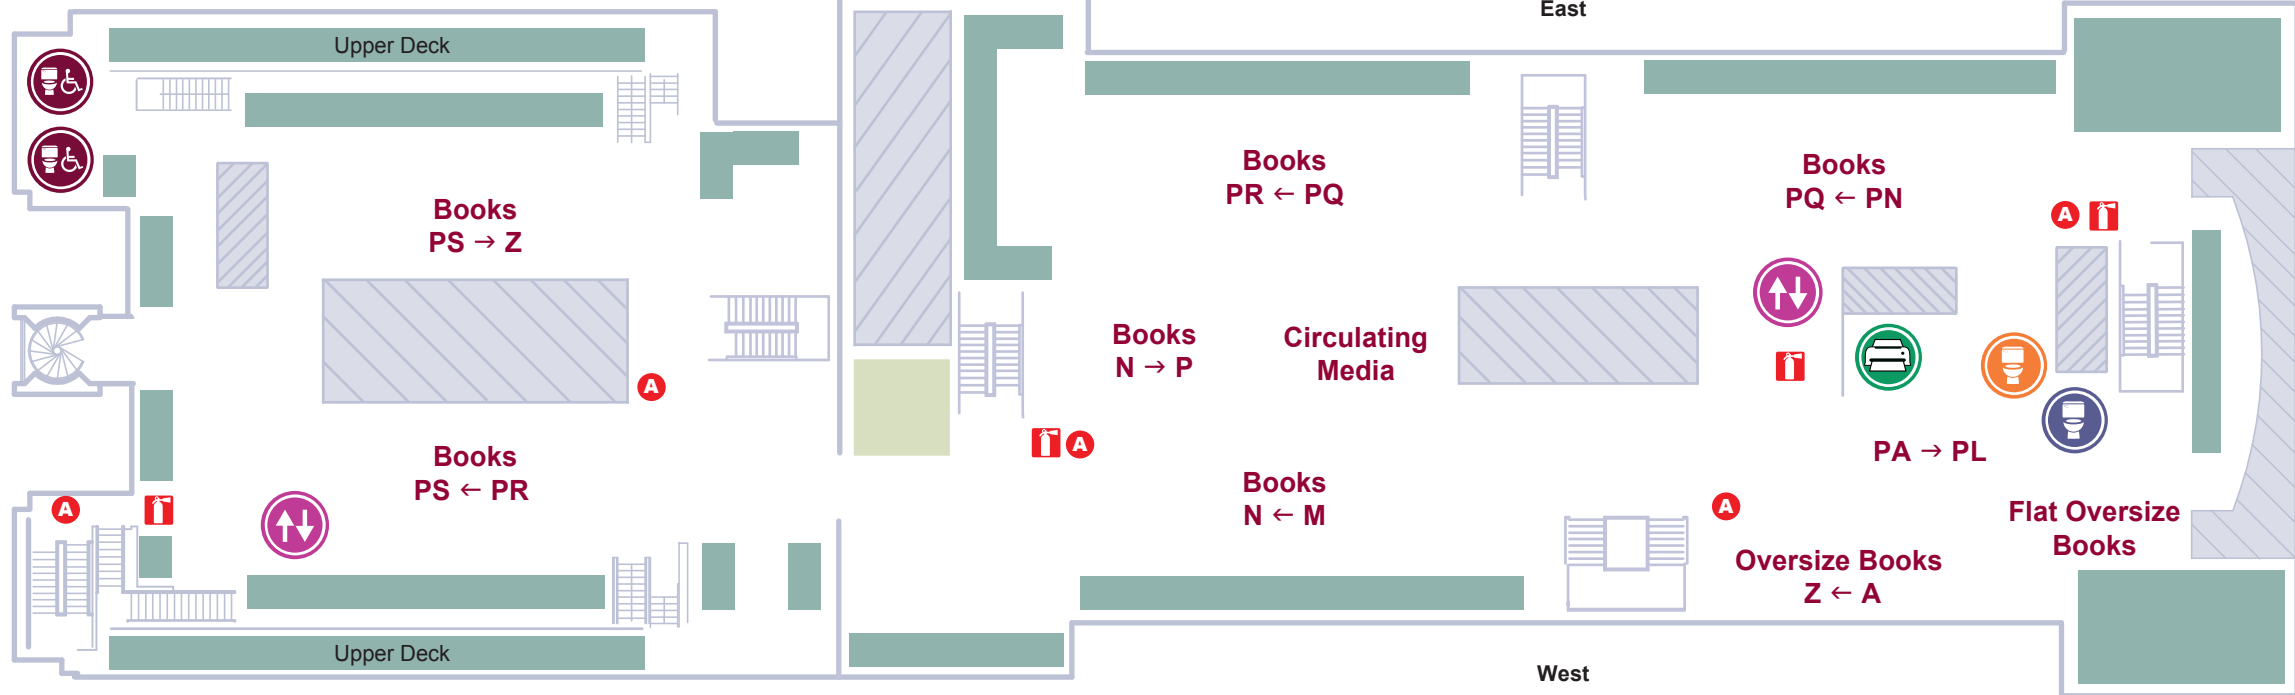 East
Upper Deck
Books
PR ← PQ
Books
PQ ← PN
Books
PS → Z
A
Books
N → P
Circulating
Media
A
A
PA → PL
Books
PS ← PR
Books
N ← M
A
A
Flat Oversize
Books
Oversize Books
Z ← A
Upper Deck
West